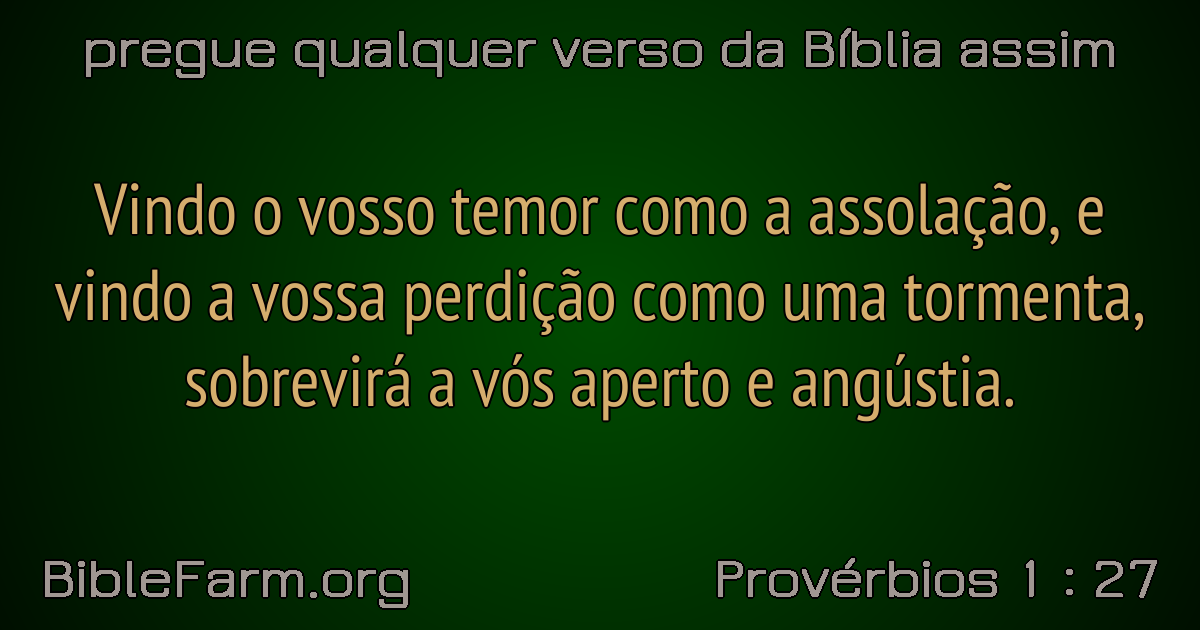 pregue qualquer verso da Bíblia assim
Vindo o vosso temor como a assolação, e
vindo a vossa perdição como uma tormenta,
sobrevirá a vós aperto e angústia.
BibleFarm.org
Provérbios 1 : 27